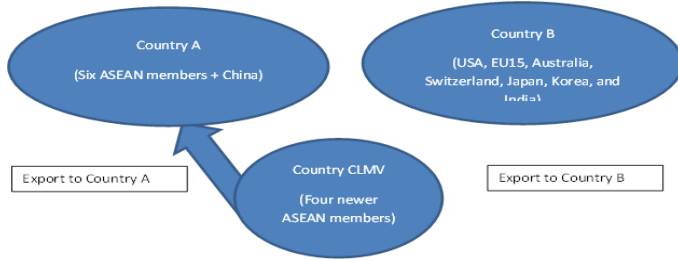 Country A
(Six ASEAN members + China)
Country B
(USA, EU15, Australia,
Switzerland, Japan, Korea, and
India)
Export to Country A
Country CLMV
(Four newer
ASEAN members)
Export to Country B